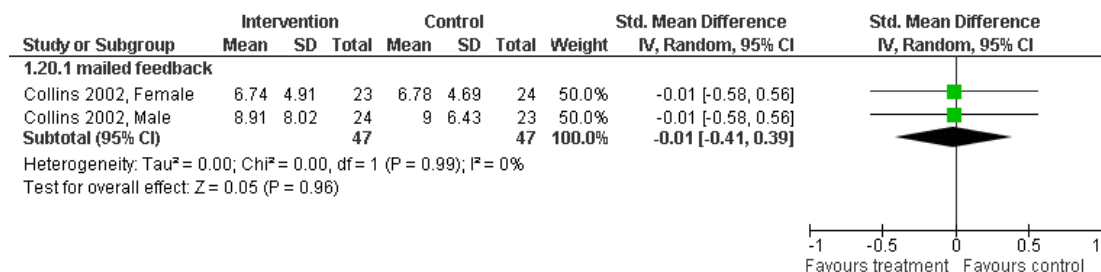 Intervention Control Std. Mean Difference Std. Mean Difference
Study or Subgroup Mean SD Total Mean SD Total Weight IV, Random, 95% CI IV, Random, 95% CI
1.20.1 mailed feedback
Collins 2002, Female 6.74 4.91 23 6.78 4.69 24 50.0% -0.01 [-0.58, 0.56]
Collins 2002, Male 8.91 8.02 24 9 6.43 23 50.0% -0.01 [-0.58, 0.56]
Subtotal (95% CI) 47 47 100.0% -0.01 [-0.41, 0.39]
Heterogeneity: Tau² = 0.00; Chi² = 0.00, df = 1 (P = 0.99); I² = 0%
Test for overall effect: Z = 0.05 (P = 0.96)
-1 -0.5 0 0.5 1
Favours treatment Favours control